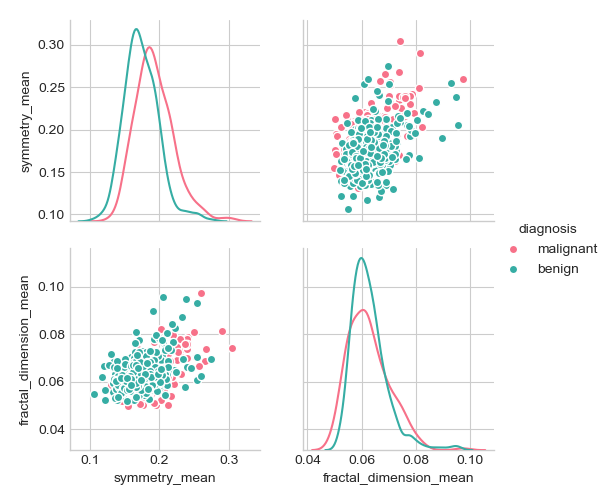 symmetry_mean
0.30
0.25
0.20
0.15
0.10
fractal_dimension_mean
0.10
0.08
0.06
0.04
0.1
0.2
0.3
symmetry_mean
0.04
0.06
0.08
0.10
fractal_dimension_mean
diagnosis
malignant
benign